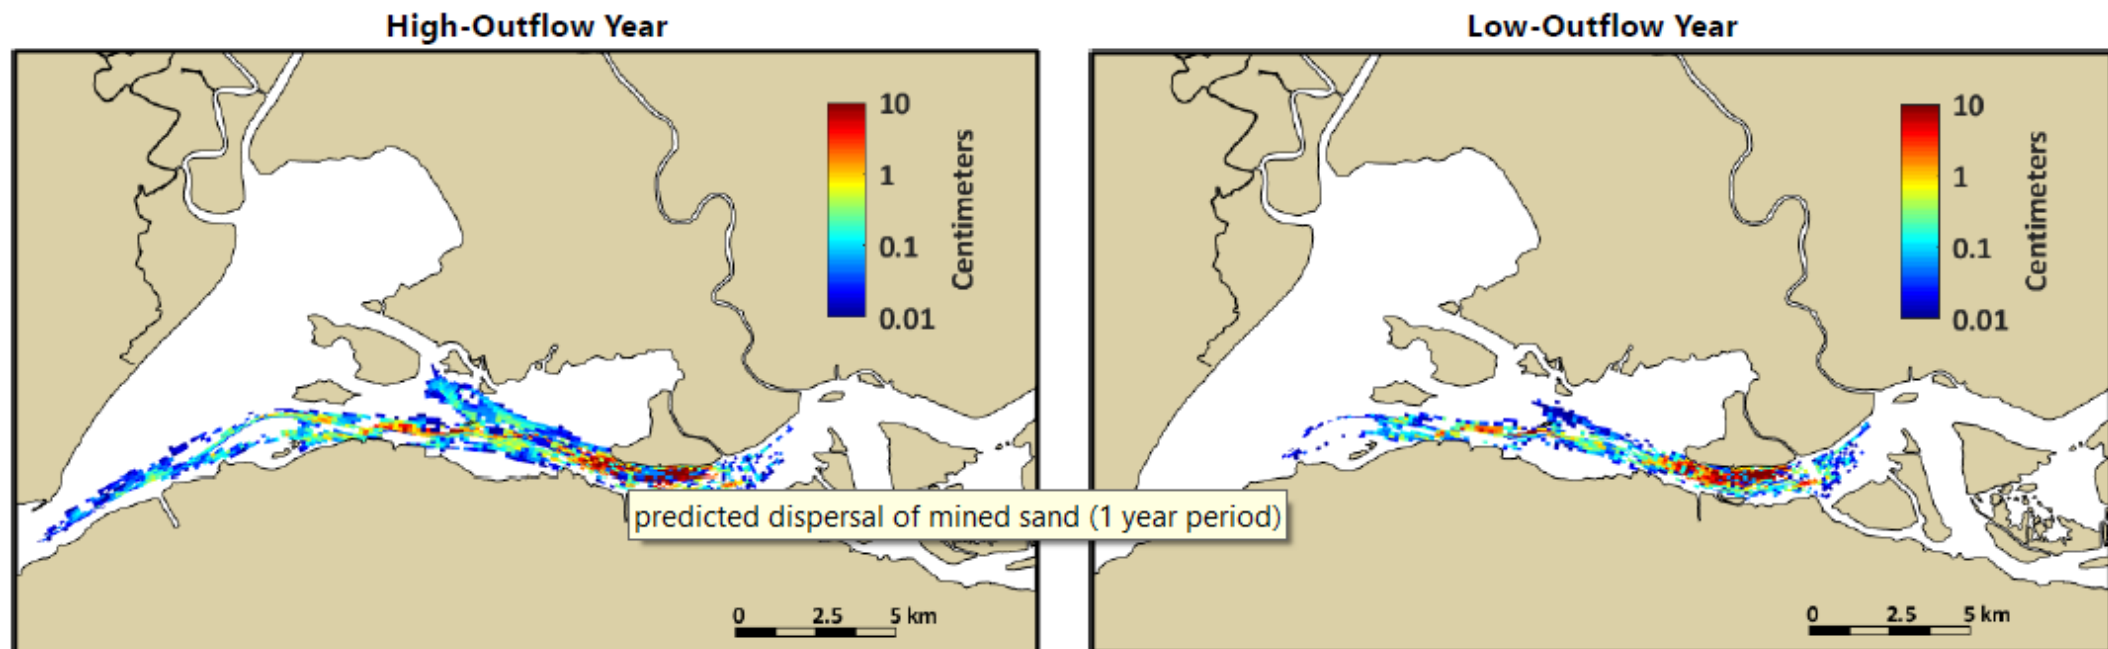 High-Outflow Year
Low-Outflow Year
10
1
0.1
0.01
Centimeters
10
1
0.1
0.01
Centimeters
predicted dispersal of mined sand (1 year period)
0 2.5 5 km
0 2.5 5 km